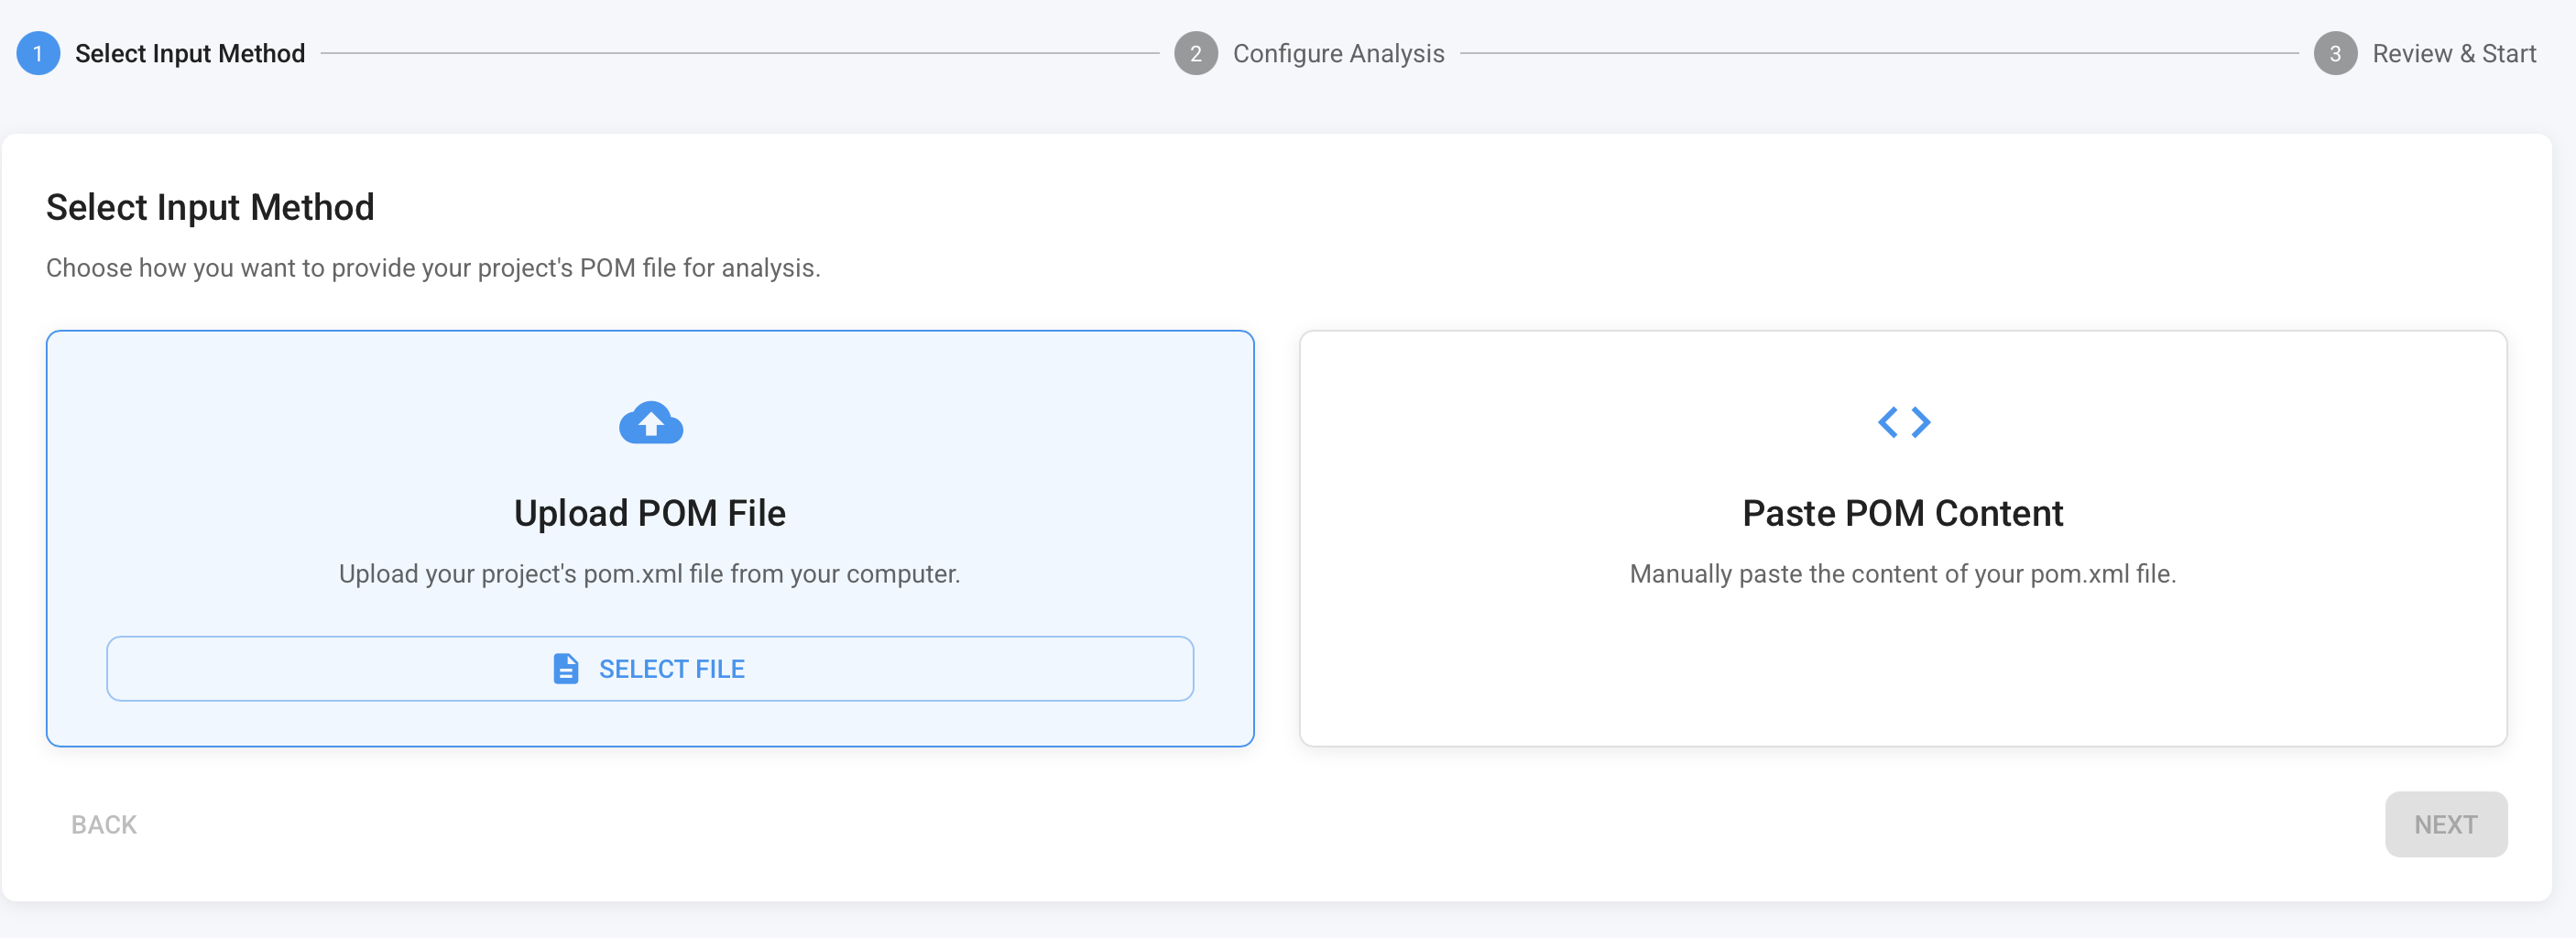 1 Select Input Method
2 Configure Analysis
3 Review & Start
Select Input Method
Choose how you want to provide your project's POM file for analysis.
Upload POM File
Upload your project's pom.xml file from your computer.
SELECT FILE
Paste POM Content
Manually paste the content of your pom.xml file.
BACK
NEXT